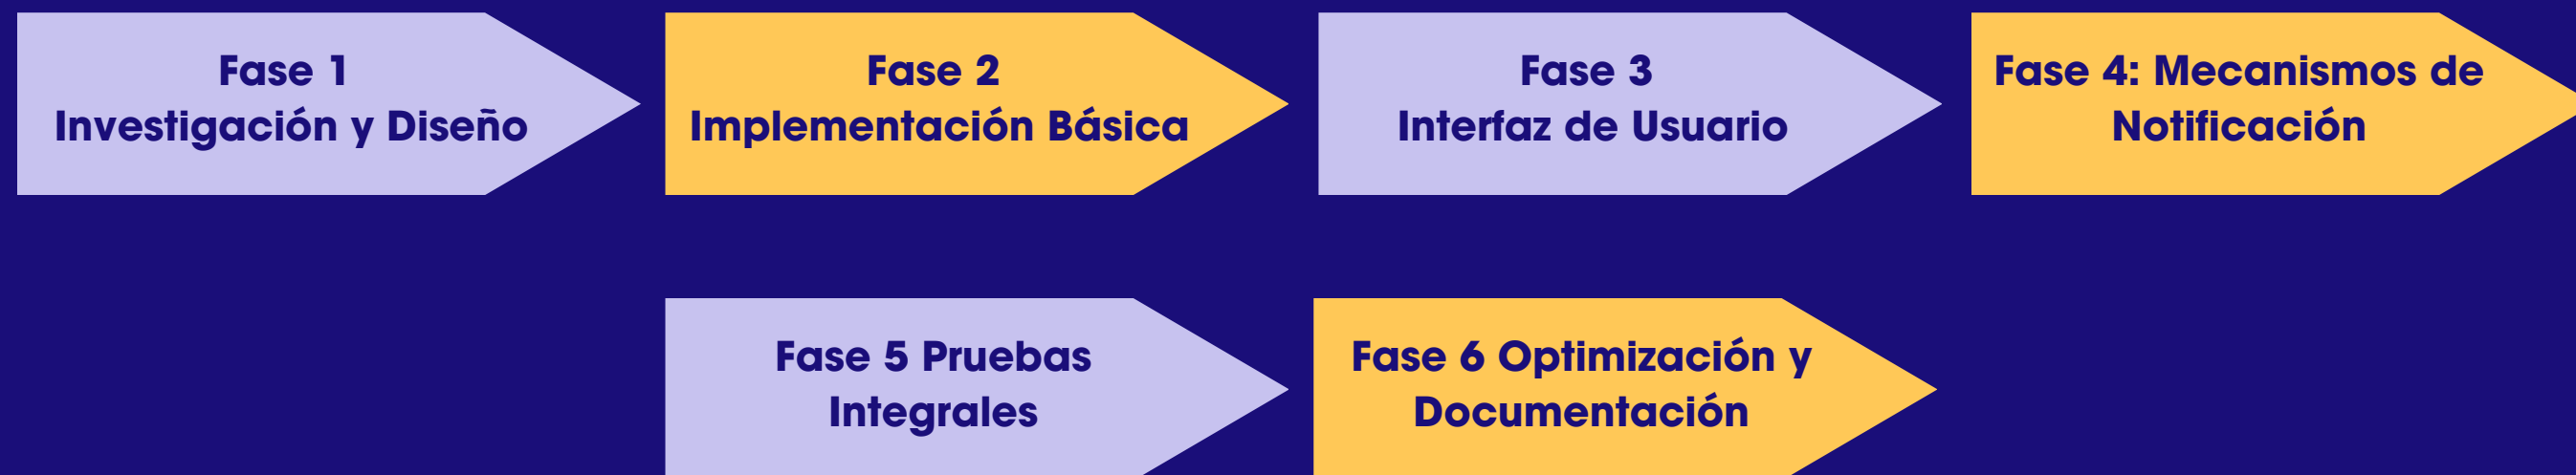 Fase 1
Investigación y Diseño
Fase 2
Implementación Básica
Fase 3
Interfaz de Usuario
Fase 4: Mecanismos de
Notificación
Fase 5 Pruebas
Integrales
Fase 6 Optimización y
Documentación